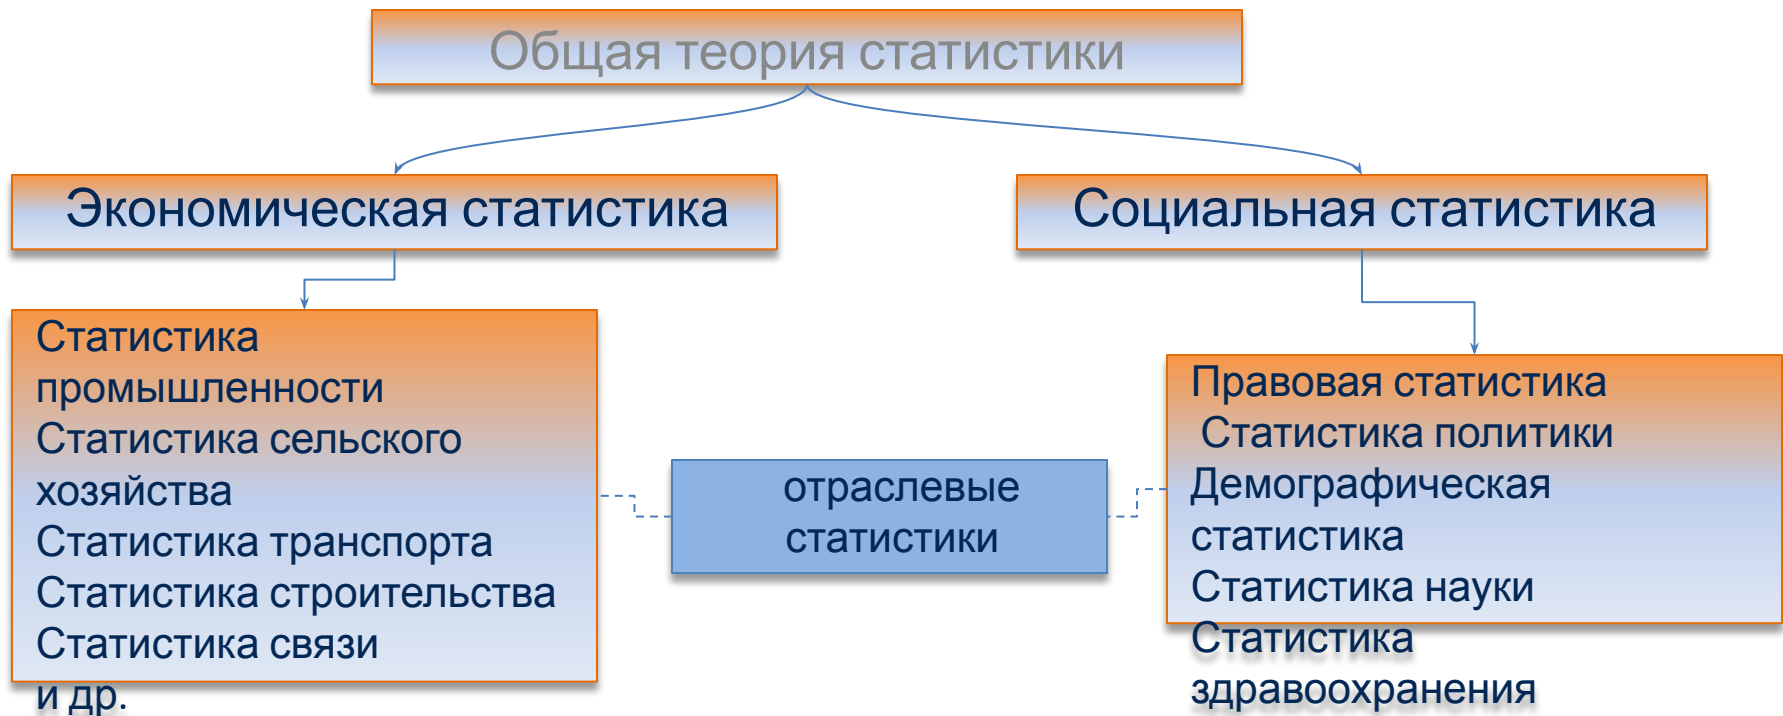 Общая теория статистики
Экономическая статистика
Социальная статистика
Статистика
промышленности
Статистика сельского
хозяйства
Статистика транспорта
Статистика строительства
Статистика связи
и др.
отраслевые
статистики
Правовая статистика
Статистика политики
Демографическая
статистика
Статистика науки
Статистика
здравоохранения